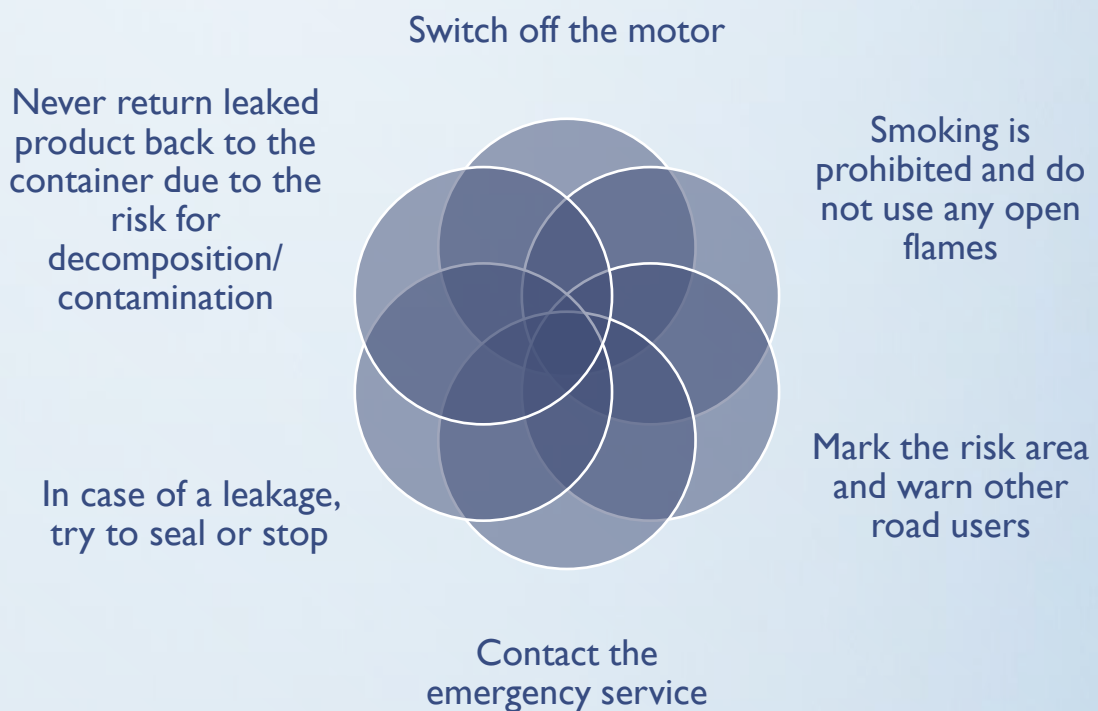 Switch off the motor
Smoking is
prohibited and do
not use any open
flames
Mark the risk area
and warn other
road users
Contact the
emergency service
In case of a leakage,
try to seal or stop
Never return leaked
product back to the
container due to the
risk for
decomposition/
contamination